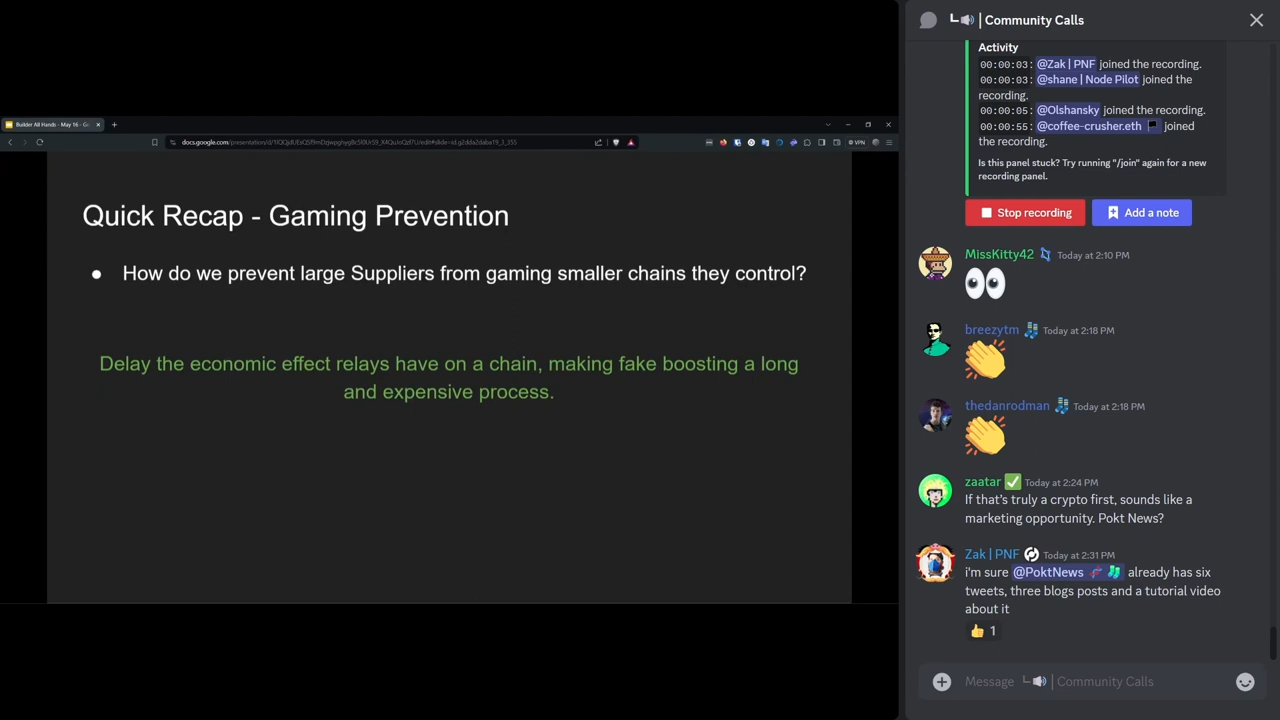 Builder All Hands - May 16 - G
VPN
Quick Recap - Gaming Prevention
● How do we prevent large Suppliers from gaming smaller chains they control?
Delay the economic effect relays have on a chain, making fake boosting a long
and expensive process.
Community Calls
Activity
00:00:03: @Zak | PNF joined the recording.
00:00:03: @shane | Node Pilot joined the
recording.
00:00:05: @Olshansky joined the recording.
00:00:55: @coffee-crusher.eth 🏴 joined
the recording.
Is this panel stuck? Try running "/join" again for a new
recording panel.
Stop recording
Add a note
MissKitty42 Today at 2:10 PM
👀
breezytm 🧦 Today at 2:18 PM
👏
thedanrodman 🧦 Today at 2:18 PM
👏
zaatar ✅ Today at 2:24 PM
If that's truly a crypto first, sounds like a
marketing opportunity. Pokt News?
Zak | PNF Today at 2:31 PM
i'm sure @PoktNews 🧦 already has six
tweets, three blogs posts and a tutorial video
about it
👍 1
Message Community Calls